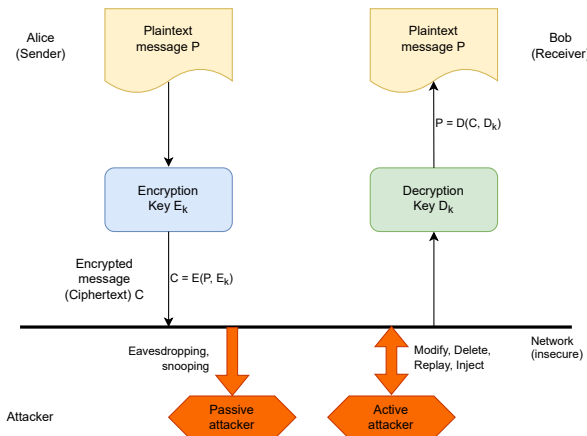 Alice
(Sender)
Plaintext
message P
Plaintext
message P
Bob
(Receiver)
P = D(C, Dk)
Encryption
Key Ek
Decryption
Key Dk
Encrypted
message
(Ciphertext) C
C = E(P, Ek)
Network
(insecure)
Eavesdropping,
snooping
Modify, Delete,
Replay, Inject
Attacker
Passive
attacker
Active
attacker